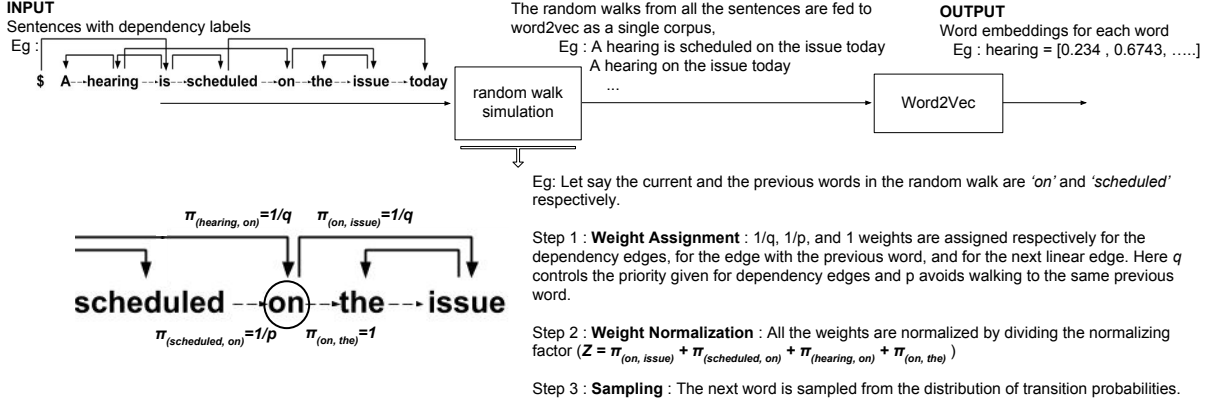 INPUT
Sentences with dependency labels
Eg :
$ A hearing is scheduled on the issue today
The random walks from all the sentences are fed to
word2vec as a single corpus,
Eg : A hearing is scheduled on the issue today
A hearing on the issue today
...
random walk
simulation
Word2Vec
OUTPUT
Word embeddings for each word
Eg : hearing = [0.234 , 0.6743, …..]
π(hearing, on)=1/q π(on, issue)=1/q
scheduled on the issue
π(scheduled, on)=1/p π(on, the)=1
Eg: Let say the current and the previous words in the random walk are ‘on’ and ‘scheduled’
respectively.
Step 1 : Weight Assignment : 1/q, 1/p, and 1 weights are assigned respectively for the
dependency edges, for the edge with the previous word, and for the next linear edge. Here q
controls the priority given for dependency edges and p avoids walking to the same previous
word.
Step 2 : Weight Normalization : All the weights are normalized by dividing the normalizing
factor (Z = π(on, issue) + π(scheduled, on) + π(hearing, on) + π(on, the) )
Step 3 : Sampling : The next word is sampled from the distribution of transition probabilities.